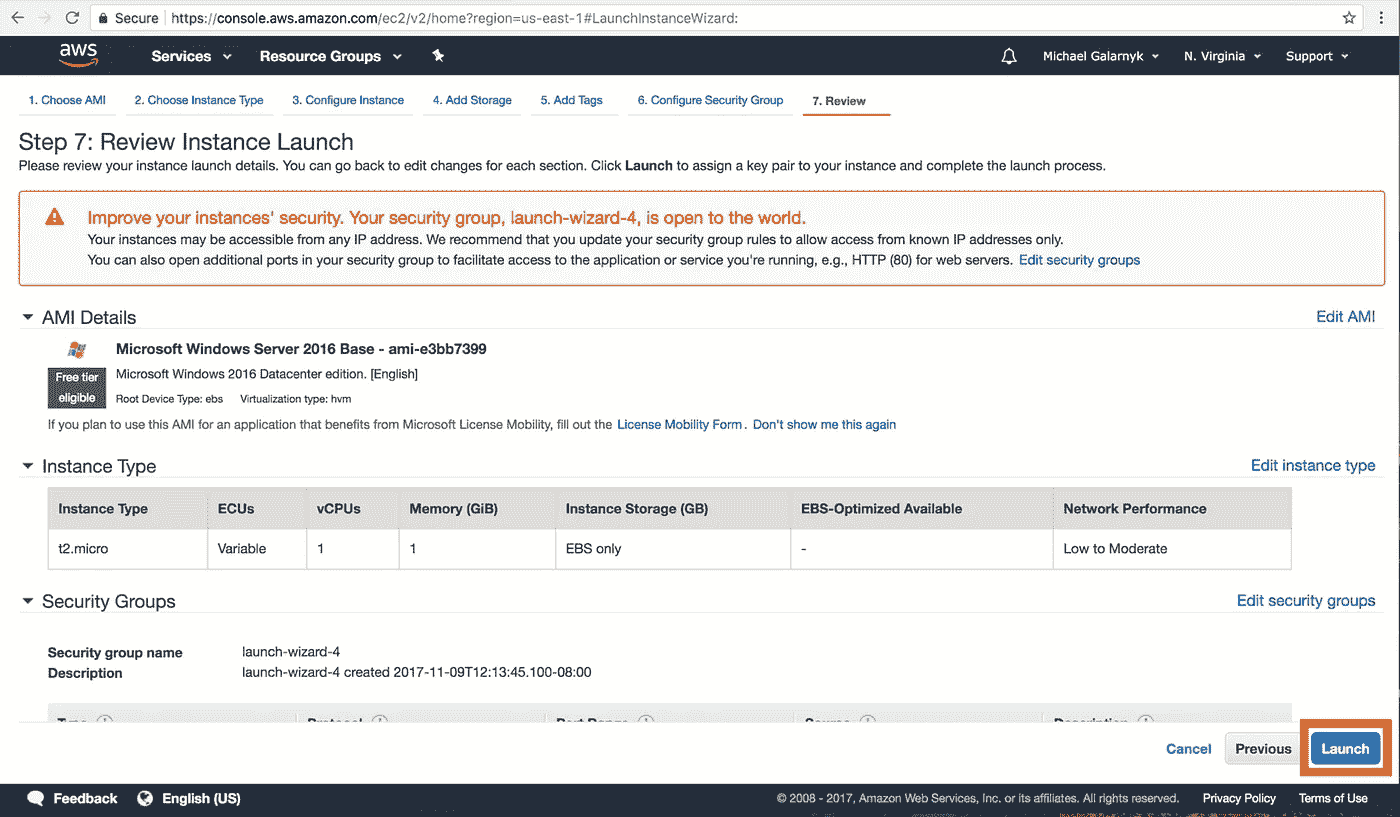 Secure https://console.aws.amazon.com/ec2/v2/home?region=us-east-1#LaunchInstanceWizard:
aws Services Resource Groups Michael Galarnyk N. Virginia Support
1. Choose AMI 2. Choose Instance Type 3. Configure Instance 4. Add Storage 5. Add Tags 6. Configure Security Group 7. Review
Step 7: Review Instance Launch
Please review your instance launch details. You can go back to edit changes for each section. Click Launch to assign a key pair to your instance and complete the launch process.
Improve your instances' security. Your security group, launch-wizard-4, is open to the world.
Your instances may be accessible from any IP address. We recommend that you update your security group rules to allow access from known IP addresses only.
You can also open additional ports in your security group to facilitate access to the application or service you're running, e.g., HTTP (80) for web servers. Edit security groups
AMI Details Edit AMI
Microsoft Windows Server 2016 Base - ami-e3bb7399
Free tier eligible
Microsoft Windows 2016 Datacenter edition. [English]
Root Device Type: ebs Virtualization type: hvm
If you plan to use this AMI for an application that benefits from Microsoft License Mobility, fill out the License Mobility Form. Don't show me this again
Instance Type Edit instance type
Instance Type ECUs vCPUs Memory (GiB) Instance Storage (GB) EBS-Optimized Available Network Performance
t2.micro Variable 1 1 EBS only - Low to Moderate
Security Groups Edit security groups
Security group name launch-wizard-4
Description launch-wizard-4 created 2017-11-09T12:13:45.100-08:00
Type Protocol Port Range Source Description
Cancel Previous Launch
Feedback English (US) © 2008 - 2017, Amazon Web Services, Inc. or its affiliates. All rights reserved. Privacy Policy Terms of Use